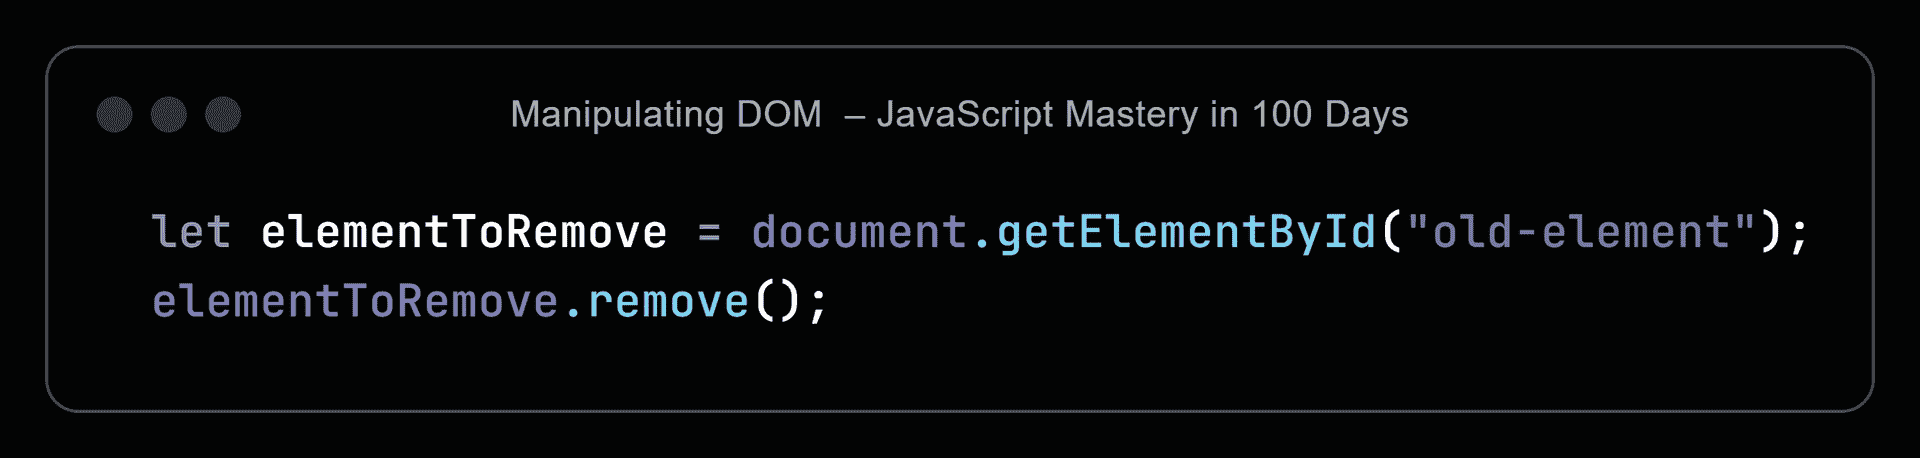 Manipulating DOM – JavaScript Mastery in 100 Days
let elementToRemove = document.getElementById("old-element");
elementToRemove.remove();